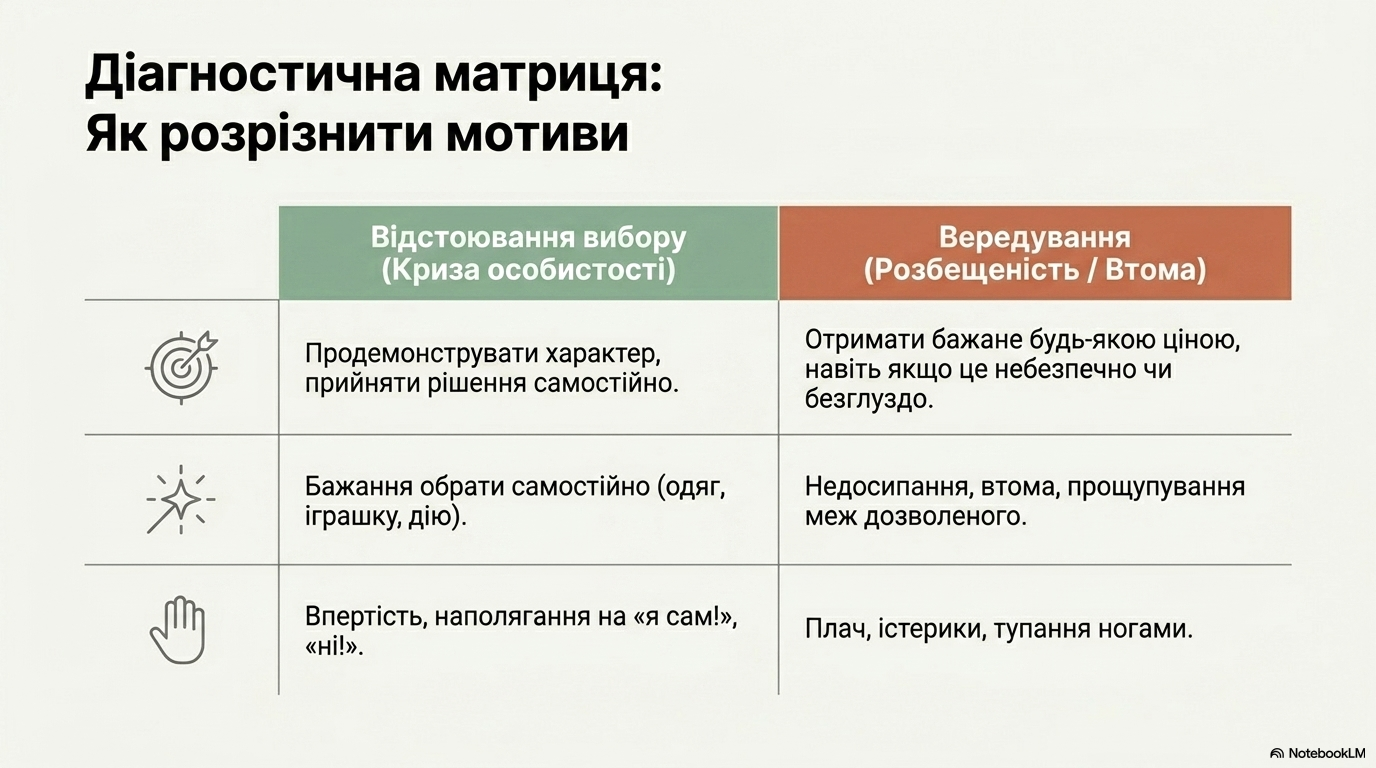 Діагностична матриця:
Як розрізнити мотиви
Відстоювання вибору
(Криза особистості)
Вередування
(Розбещеність / Втома)
Продемонструвати характер,
прийняти рішення самостійно.
Отримати бажане будь-якою ціною,
навіть якщо це небезпечно чи
безглуздо.
Бажання обрати самостійно (одяг,
іграшку, дію).
Недосипання, втома, прощупування
меж дозволеного.
Впертість, наполягання на «я сам!»,
«ні!».
Плач, істерики, тупання ногами.
NotebookLM